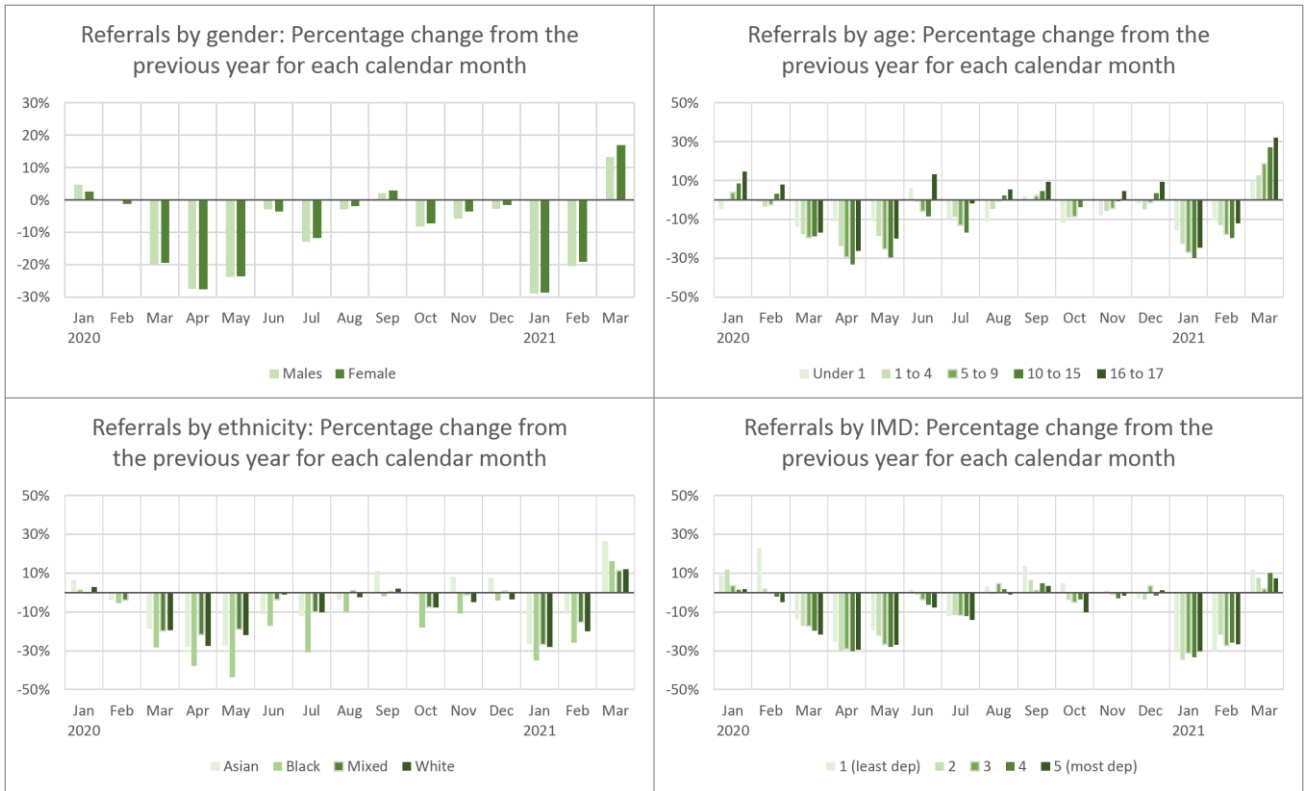 Referrals by gender: Percentage change from the
previous year for each calendar month
30%
20%
10%
0%
-10%
-20%
-30%
Jan Feb Mar Apr May Jun Jul Aug Sep Oct Nov Dec Jan Feb Mar
2020 2021
Males Female
Referrals by age: Percentage change from the
previous year for each calendar month
50%
30%
10%
-10%
-30%
-50%
Jan Feb Mar Apr May Jun Jul Aug Sep Oct Nov Dec Jan Feb Mar
2020 2021
Under 1 1 to 4 5 to 9 10 to 15 16 to 17
Referrals by ethnicity: Percentage change from
the previous year for each calendar month
50%
30%
10%
-10%
-30%
-50%
Jan Feb Mar Apr May Jun Jul Aug Sep Oct Nov Dec Jan Feb Mar
2020 2021
Asian Black Mixed White
Referrals by IMD: Percentage change from the
previous year for each calendar month
50%
30%
10%
-10%
-30%
-50%
Jan Feb Mar Apr May Jun Jul Aug Sep Oct Nov Dec Jan Feb Mar
2020 2021
1 (least dep) 2 3 4 5 (most dep)